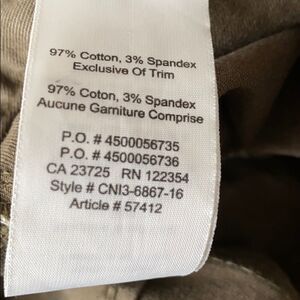 97% Cotton, 3% Spandex
Exclusive Of Trim
97% Coton, 3% Spandex
Aucune Garniture Comprise
P.O. # 4500056735
P.O. # 4500056736
CA 23725 RN 122354
Style # CNI3-6867-16
Article # 57412